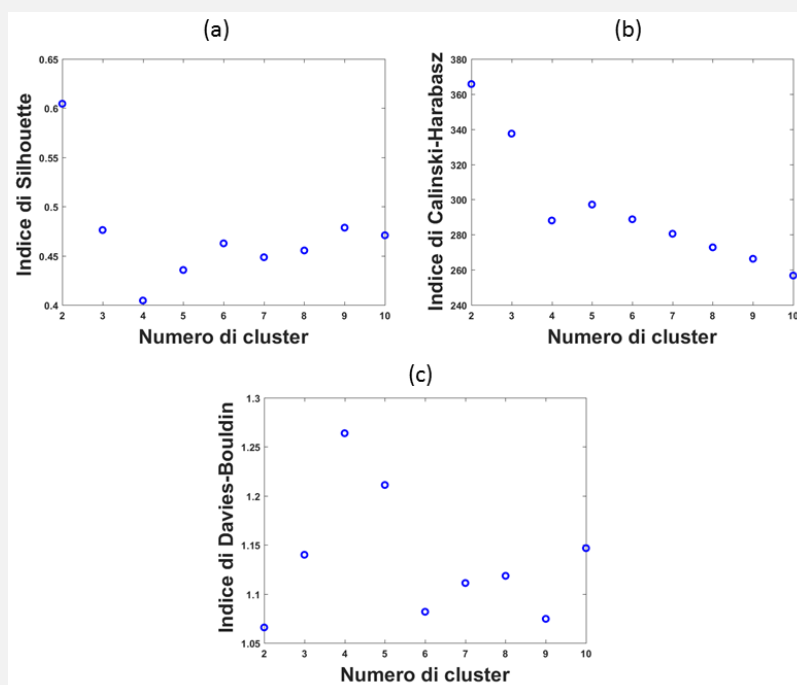 (a)
Indice di Silhouette
0.65
0.6
0.55
0.5
0.45
0.4
2 3 4 5 6 7 8 9 10
Numero di cluster
(b)
Indice di Calinski-Harabasz
380
360
340
320
300
280
260
240
2 3 4 5 6 7 8 9 10
Numero di cluster
(c)
Indice di Davies-Bouldin
1.3
1.25
1.2
1.15
1.1
1.05
2 3 4 5 6 7 8 9 10
Numero di cluster